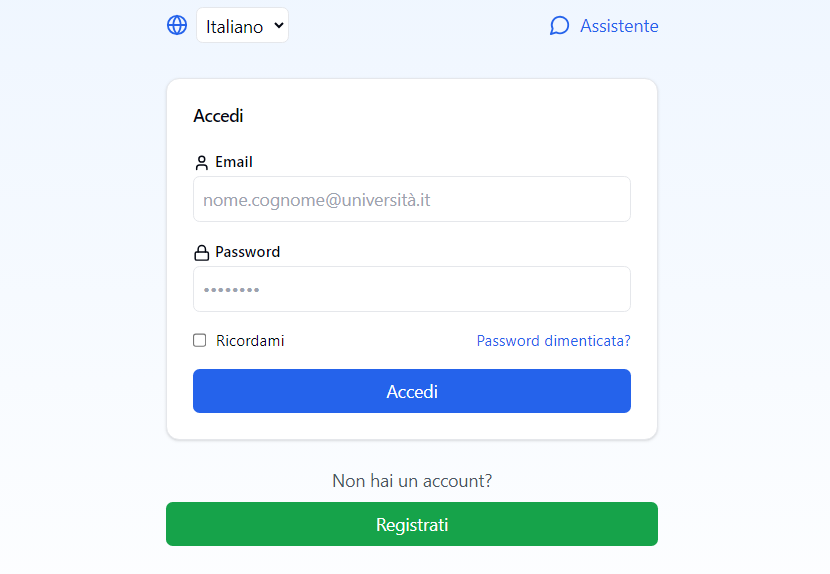 Italiano Assistente
Accedi
Email
nome.cognome@università.it
Password
••••••••
Ricordami Password dimenticata?
Accedi
Non hai un account?
Registrati